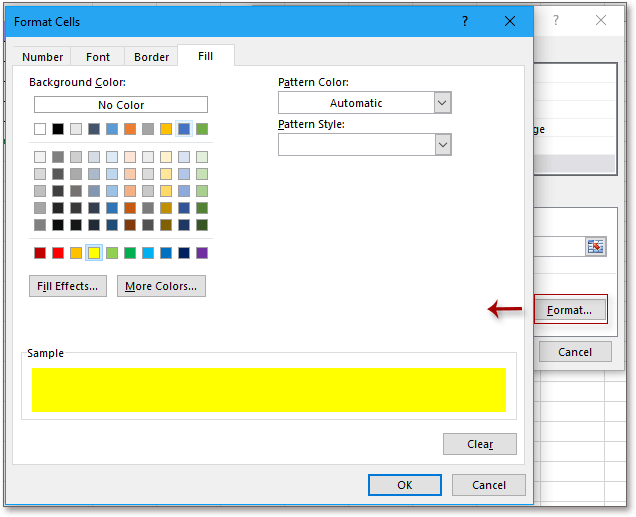 Format Cells
?
?
Number Font Border Fill
Background Color:
No Color
Pattern Color:
Automatic
Pattern Style:
Fill Effects... More Colors...
Sample
Clear
OK Cancel
ge
Format...
Cancel